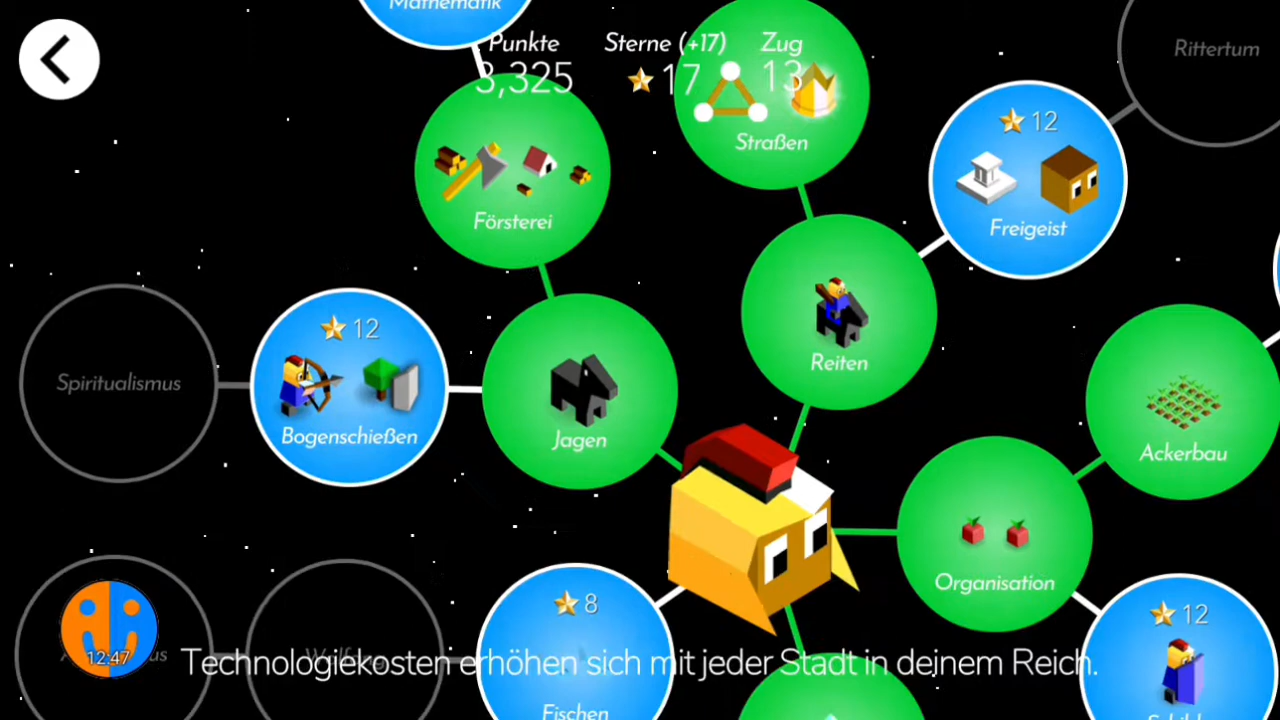 Mathematik
Punkte
3,325
Sterne (+17)
17
Zug
13
Straßen
Rittertum
12
Freigeist
Försterei
Reiten
Spiritualismus
12
Bogenschießen
Jagen
Ackerbau
Organisation
8
Fischen
12
12:47
Technologiekosten erhöhen sich mit jeder Stadt in deinem Reich.